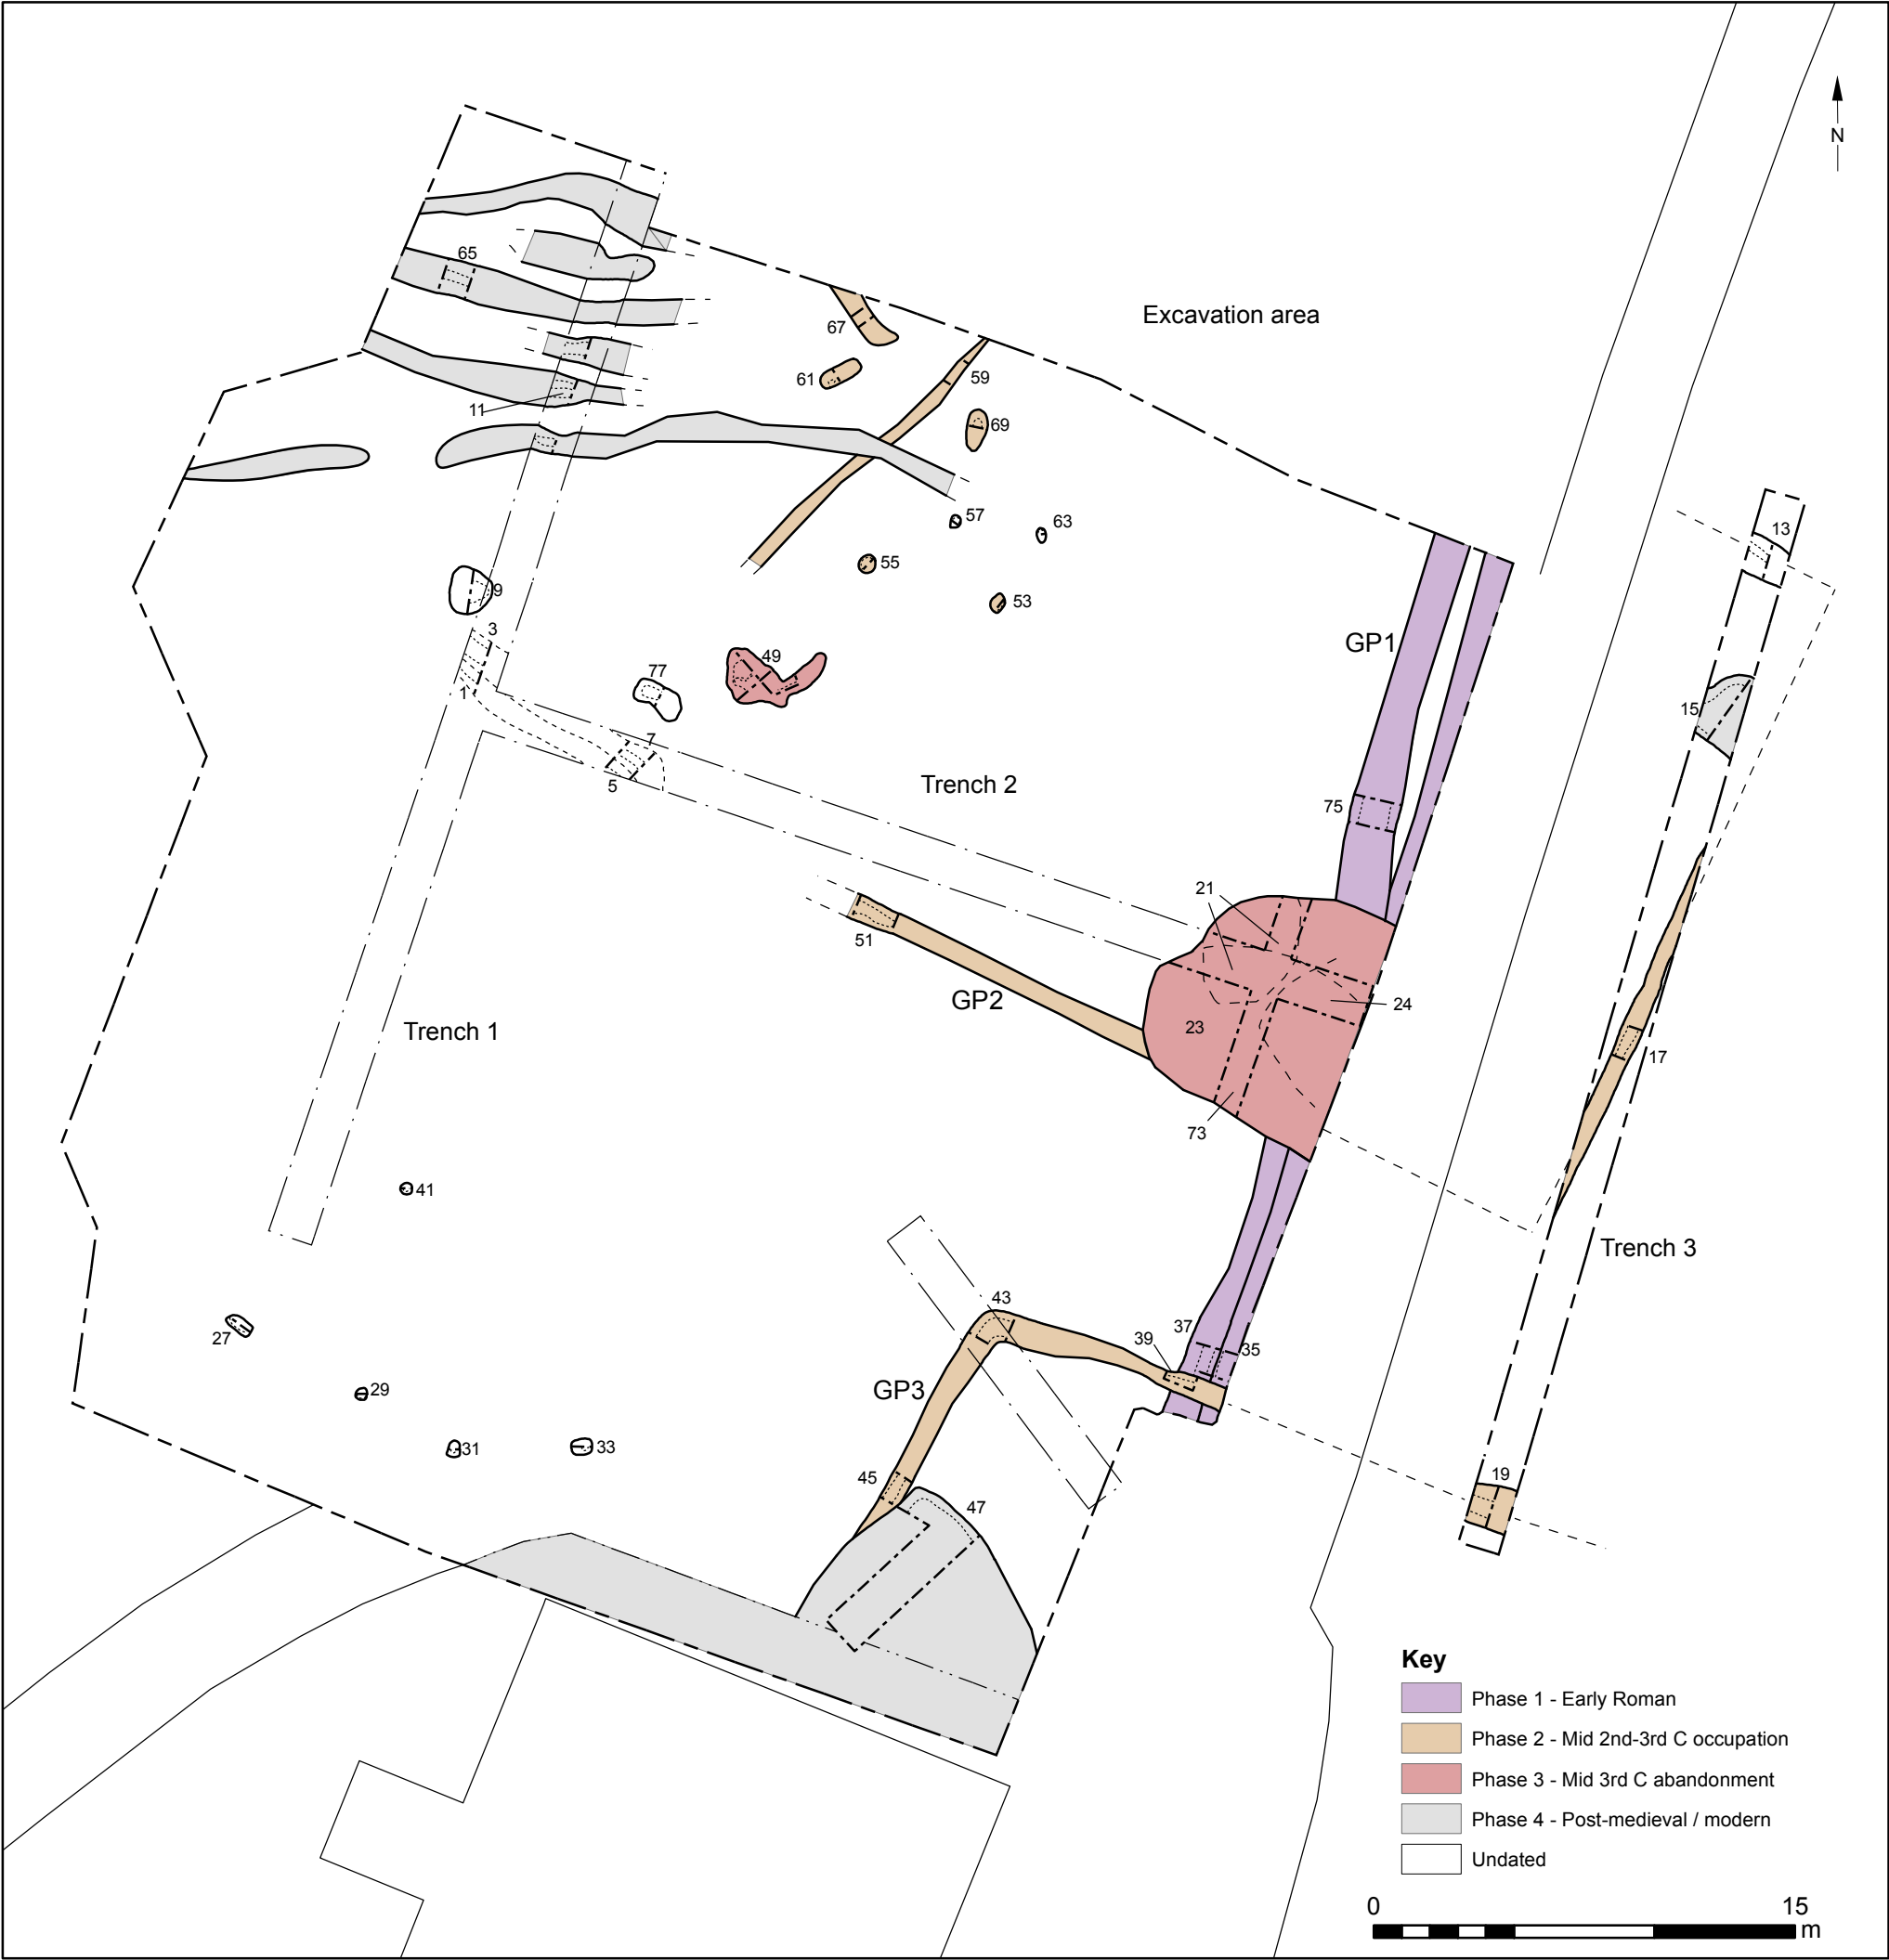 N
65
Excavation area
67
61
59
11
69
57
63
13
55
9
53
3
GP1
49
77
1
15
7
Trench 2
5
75
21
51
GP2
24
23
Trench 1
17
73
41
Trench 3
43
27
37
39
35
29
GP3
31
33
45
19
47
Key
Phase 1 - Early Roman
Phase 2 - Mid 2nd-3rd C occupation
Phase 3 - Mid 3rd C abandonment
Phase 4 - Post-medieval / modern
Undated
0 15
m